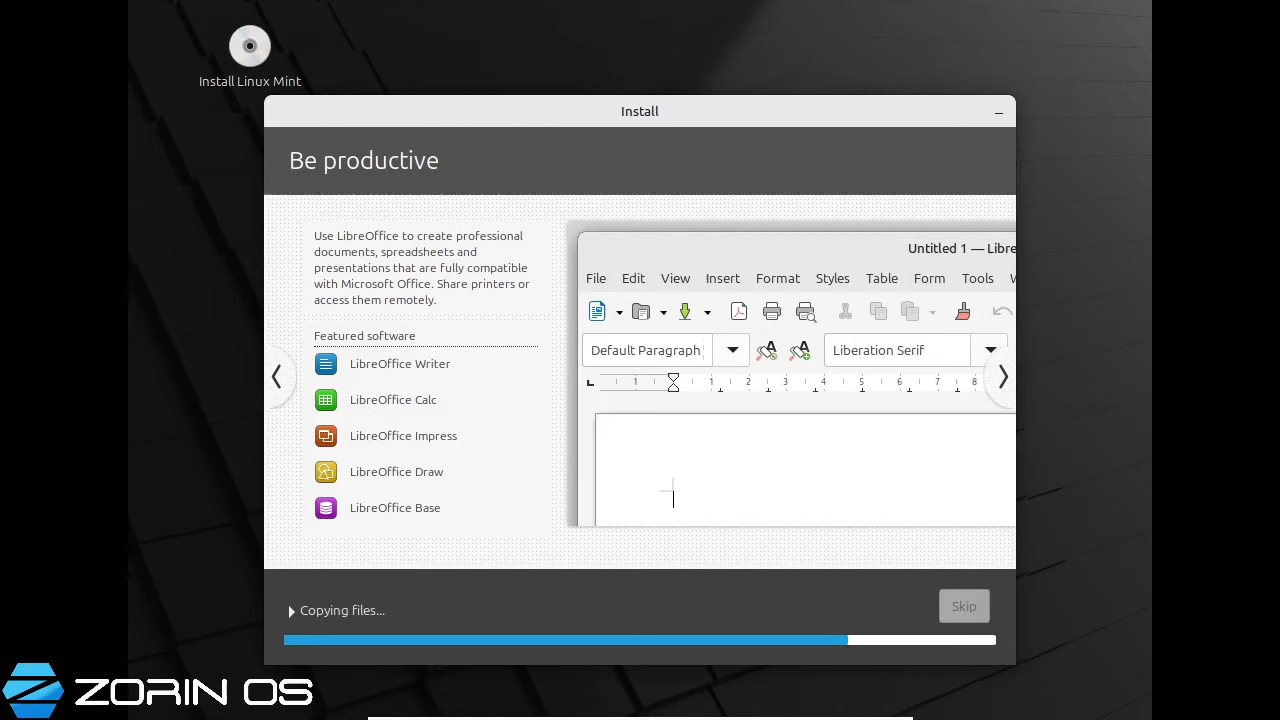 Install Linux Mint
Install
Be productive
Use LibreOffice to create professional
documents, spreadsheets and
presentations that are fully compatible
with Microsoft Office. Share printers or
access them remotely.
Featured software
LibreOffice Writer
LibreOffice Calc
LibreOffice Impress
LibreOffice Draw
LibreOffice Base
Untitled 1 — Libre
File Edit View Insert Format Styles Table Form Tools W
Default Paragraph Liberation Serif
1 1 2 3 4 5 6 7 8
Copying files...
Skip
ZORIN OS